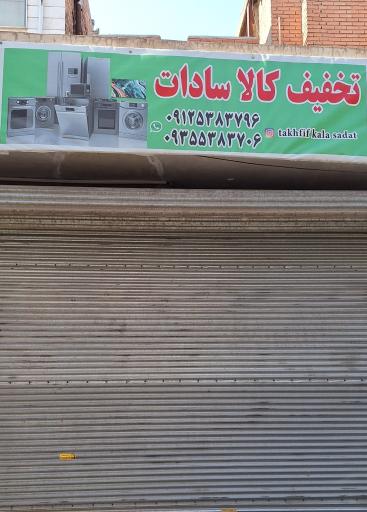 تخفیف کالا سادات
۰۹۱۲۵۳۸۳۷۹۶
۰۹۳۵۵۳۸۳۷۰۶
takhfif kala sadat